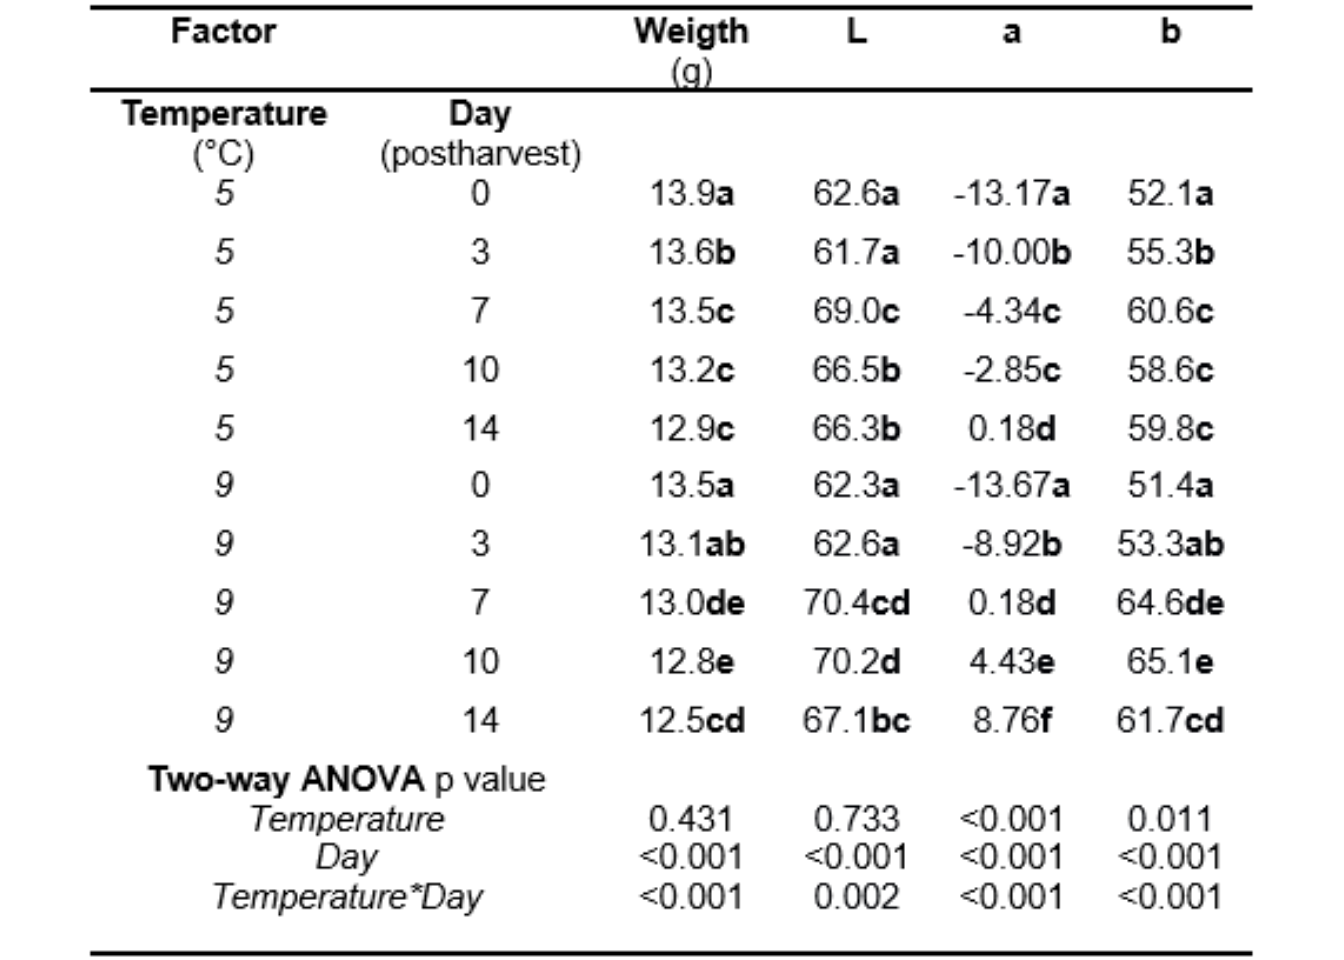 Factor Weigth L a b
(g)
Temperature Day
(°C) (postharvest)
5 0 13.9a 62.6a -13.17a 52.1a
5 3 13.6b 61.7a -10.00b 55.3b
5 7 13.5c 69.0c -4.34c 60.6c
5 10 13.2c 66.5b -2.85c 58.6c
5 14 12.9c 66.3b 0.18d 59.8c
9 0 13.5a 62.3a -13.67a 51.4a
9 3 13.1ab 62.6a -8.92b 53.3ab
9 7 13.0de 70.4cd 0.18d 64.6de
9 10 12.8e 70.2d 4.43e 65.1e
9 14 12.5cd 67.1bc 8.76f 61.7cd
Two-way ANOVA p value
Temperature 0.431 0.733 <0.001 0.011
Day <0.001 <0.001 <0.001 <0.001
Temperature*Day <0.001 0.002 <0.001 <0.001